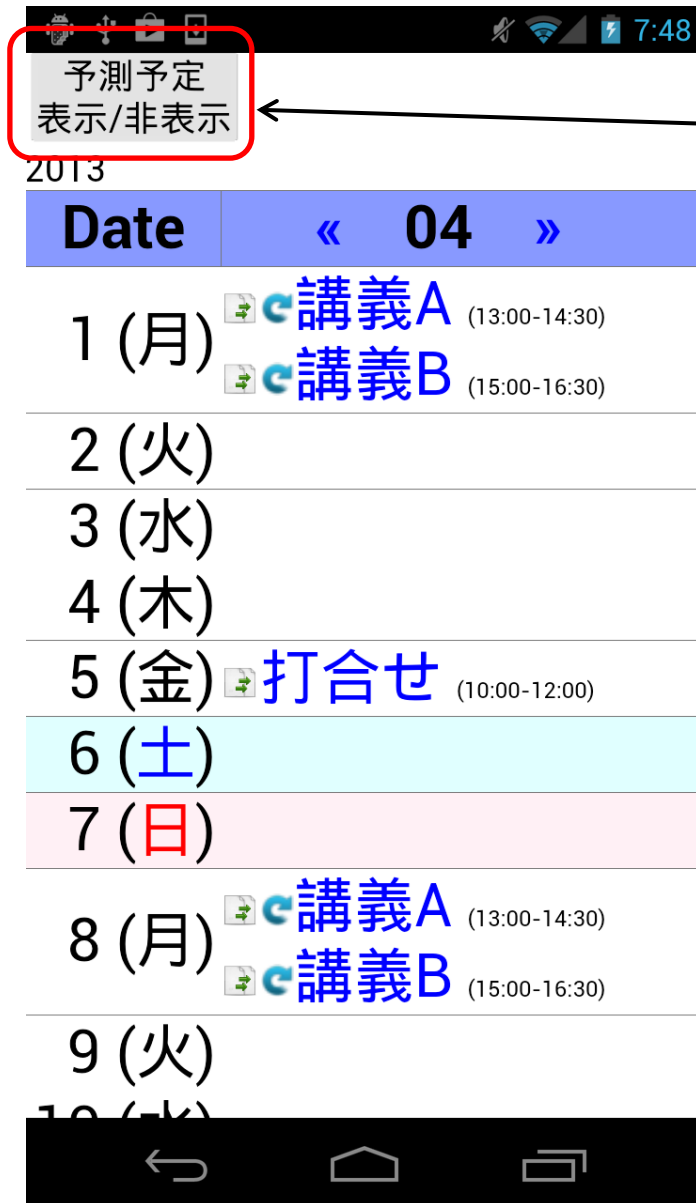 7:48
予測予定
表示/非表示
2013
Date « 04 »
1 (月) 講義A (13:00-14:30)
講義B (15:00-16:30)
2 (火)
3 (水)
4 (木)
5 (金) 打合せ (10:00-12:00)
6 (土)
7 (日)
8 (月) 講義A (13:00-14:30)
講義B (15:00-16:30)
9 (火)